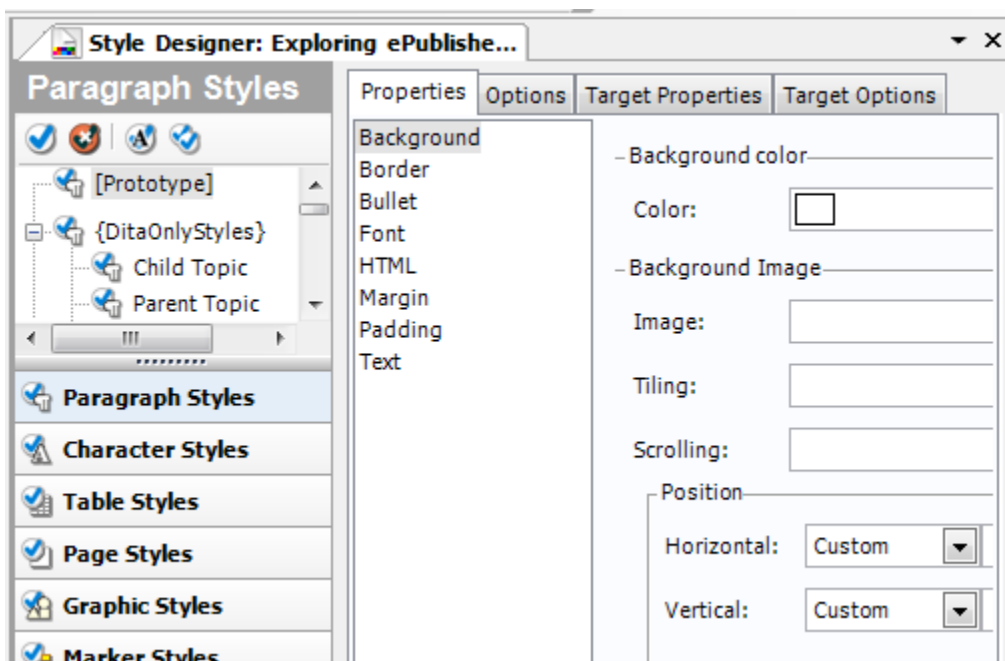 Style Designer: Exploring ePublishe...
Paragraph Styles
Properties
Options
Target Properties
Target Options
[Prototype]
{DitaOnlyStyles}
Child Topic
Parent Topic
Paragraph Styles
Character Styles
Table Styles
Page Styles
Graphic Styles
Marker Styles
Background
Border
Bullet
Font
HTML
Margin
Padding
Text
Background color
Color:
Background Image
Image:
Tiling:
Scrolling:
Position
Horizontal: Custom
Vertical: Custom